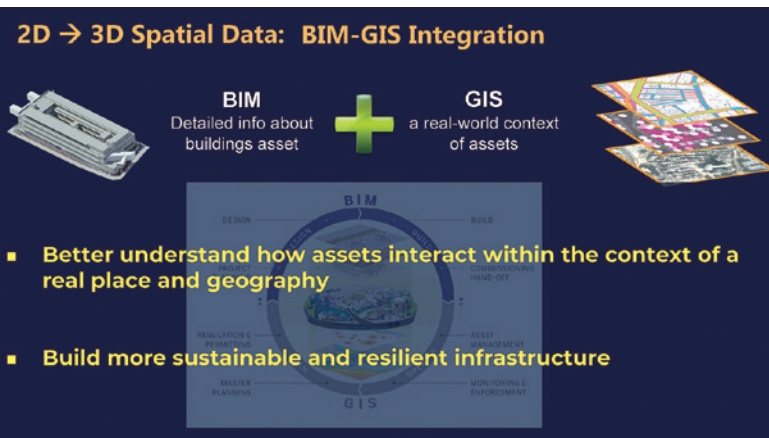 2D → 3D Spatial Data: BIM-GIS Integration
BIM
Detailed info about
buildings asset
GIS
a real-world context
of assets
BIM
DESIGN
BUILD
▪ Better understand how assets interact within the context of a
real place and geography
PROJECT
COMMISSIONING
HAND-OFF
REGULATION &
PERMITTING
ASSET
MANAGEMENT
▪ Build more sustainable and resilient infrastructure
MASTER
PLANNING
MONITORING &
ENFORCEMENT
GIS